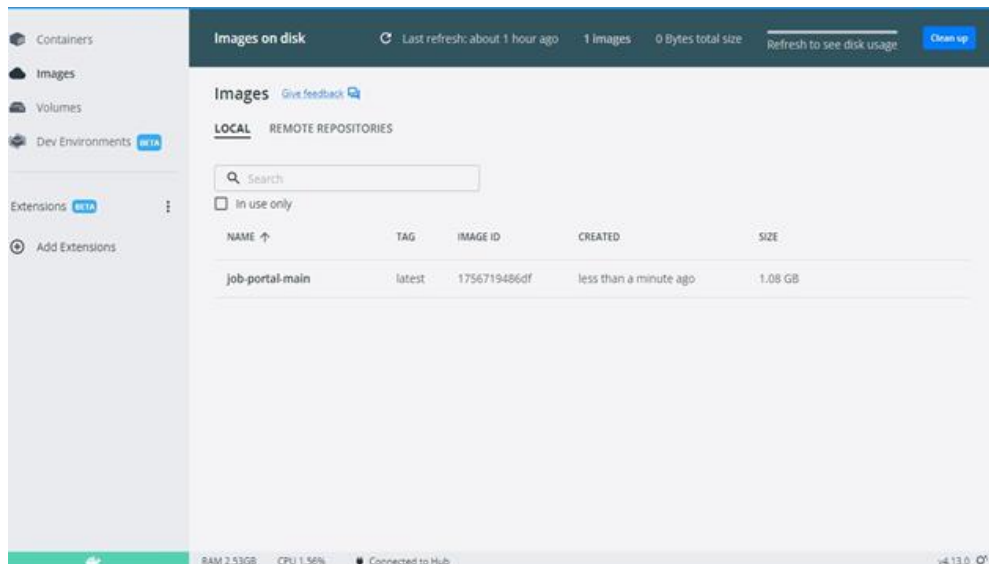 Containers
Images
Volumes
Dev Environments BETA
Extensions BETA
Add Extensions
Images on disk Last refresh: about 1 hour ago 1 images 0 Bytes total size Refresh to see disk usage Clean up
Images Give feedback
LOCAL REMOTE REPOSITORIES
Search
In use only
NAME TAG IMAGE ID CREATED SIZE
job-portal-main latest 1756719486df less than a minute ago 1.08 GB
RAM 2.53GB CPU 1.56% Connected to Hub v4.13.0